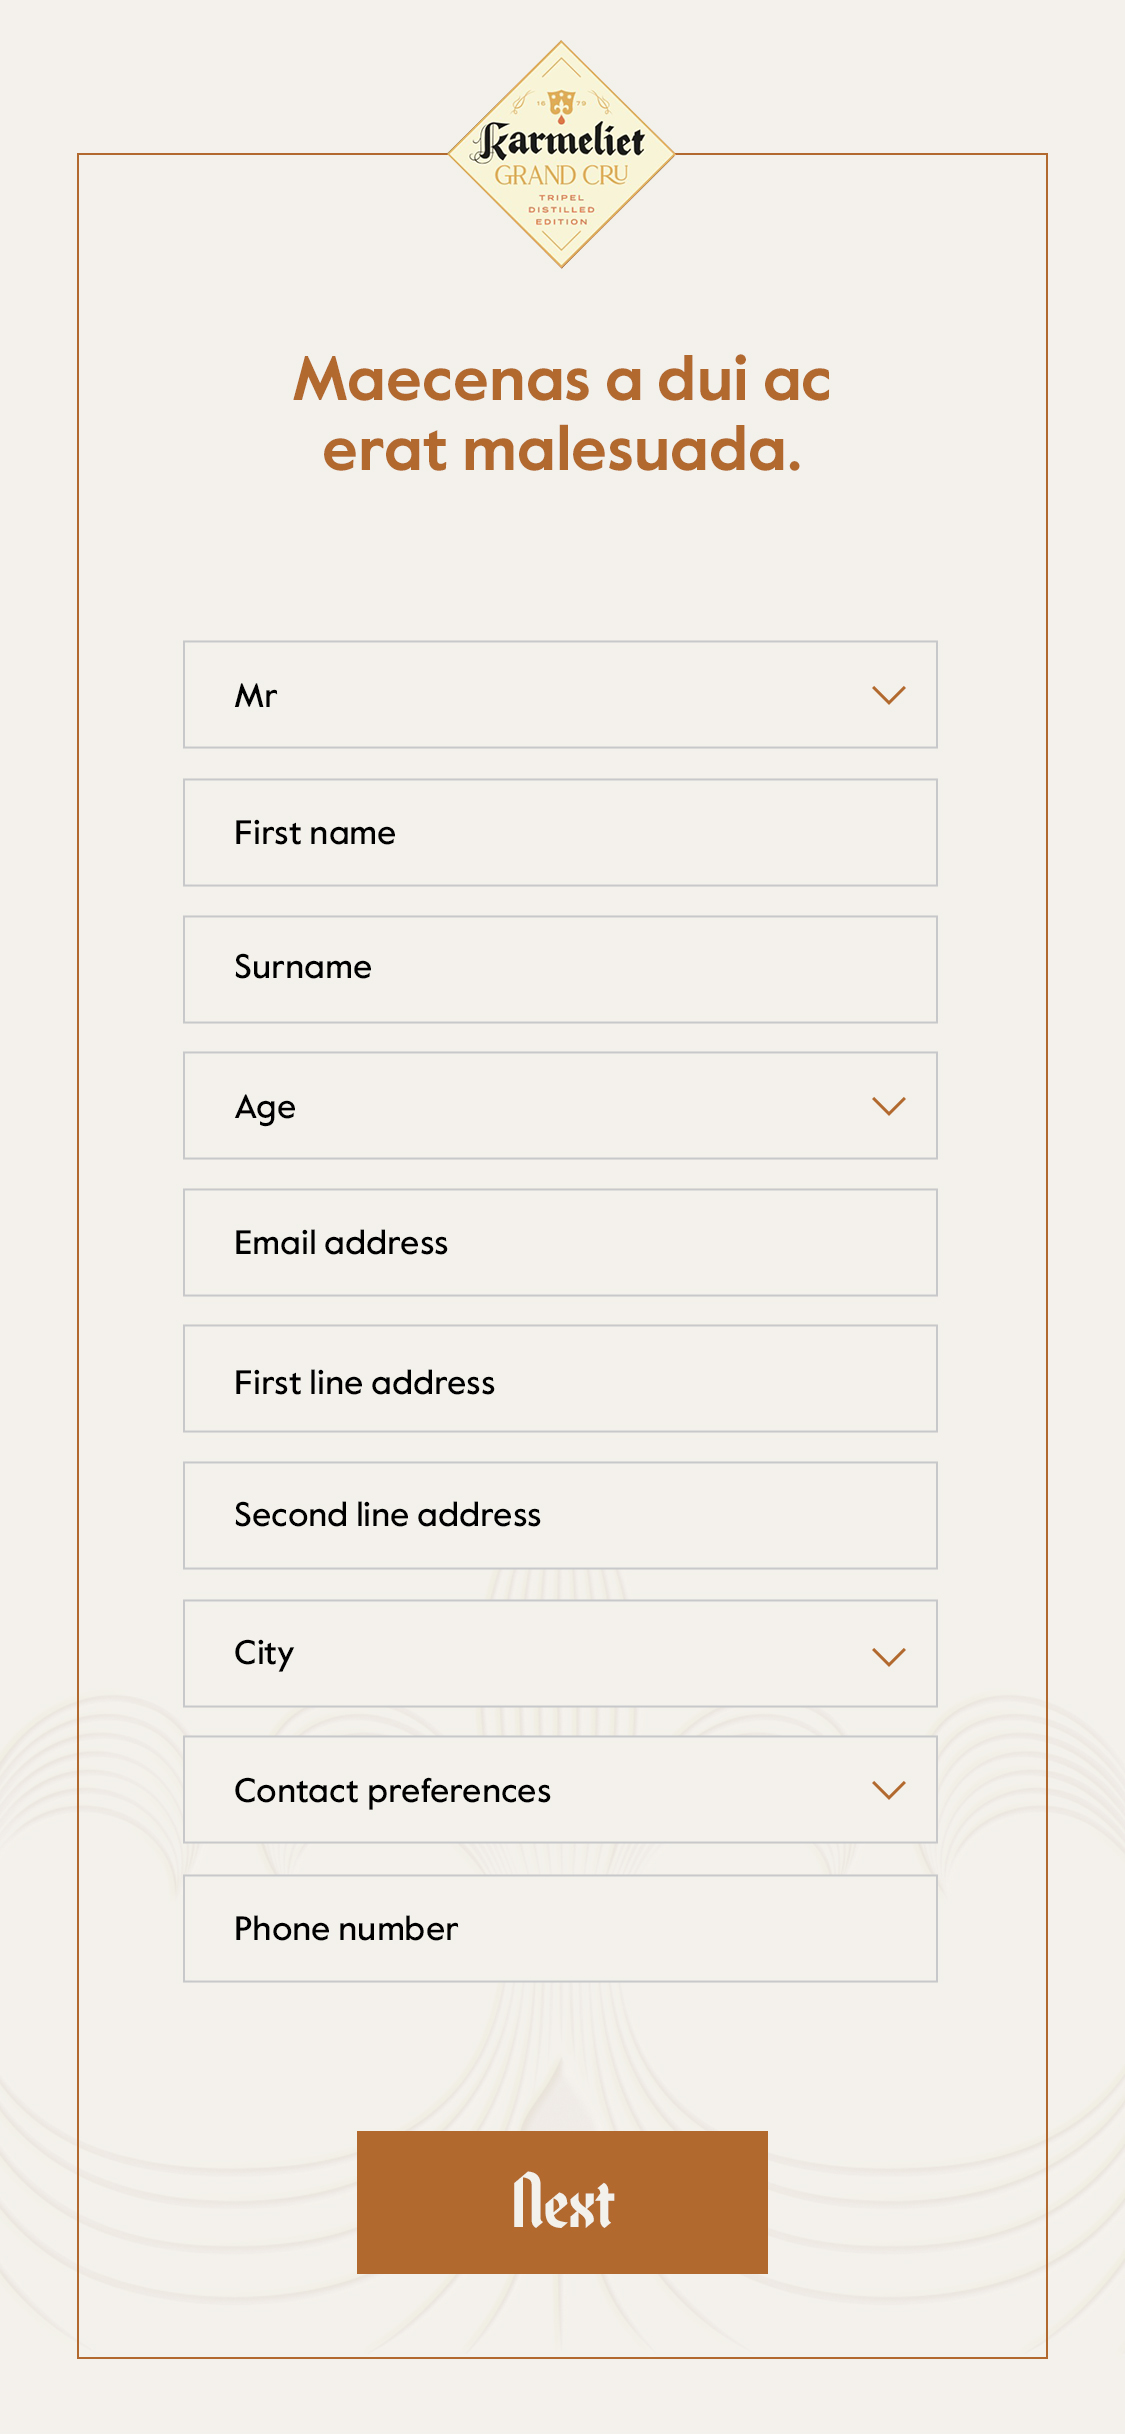 16 79
Karmeliet
GRAND CRU
TRIPEL
DISTILLED
EDITION
Maecenas a dui ac
erat malesuada.
Mr
First name
Surname
Age
Email address
First line address
Second line address
City
Contact preferences
Phone number
Next